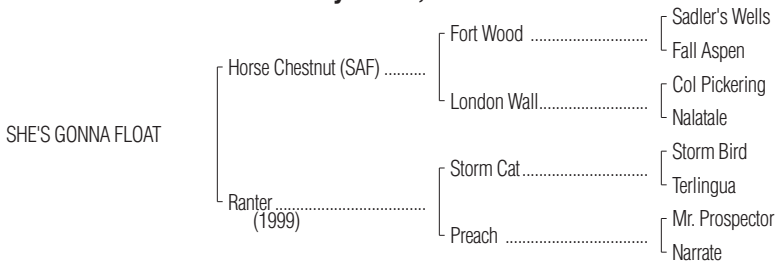 Sadler's Wells
Fort Wood ..............................
Fall Aspen
Horse Chestnut (SAF) ..........
Col Pickering
London Wall............................
Nalatale
SHE'S GONNA FLOAT
Storm Bird
Storm Cat................................
Terlingua
Ranter......................................
(1999)
Mr. Prospector
Preach ....................................
Narrate